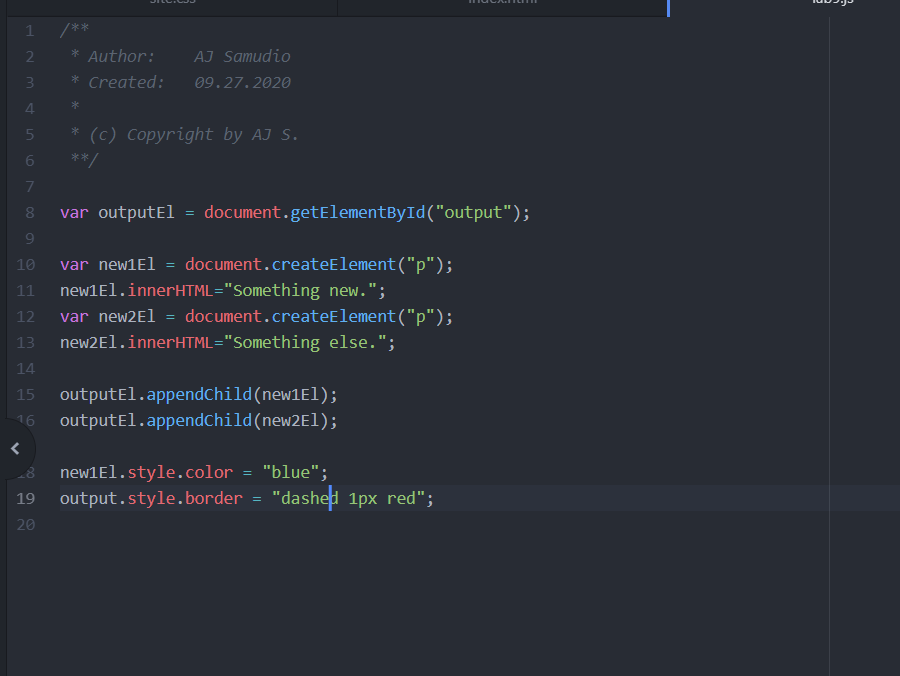 site.css index.html lab9.js
1 /**
2 * Author: AJ Samudio
3 * Created: 09.27.2020
4 *
5 * (c) Copyright by AJ S.
6 **/
7
8 var outputEl = document.getElementById("output");
9
10 var new1El = document.createElement("p");
11 new1El.innerHTML="Something new.";
12 var new2El = document.createElement("p");
13 new2El.innerHTML="Something else.";
14
15 outputEl.appendChild(new1El);
16 outputEl.appendChild(new2El);
18 new1El.style.color = "blue";
19 output.style.border = "dashed 1px red";
20